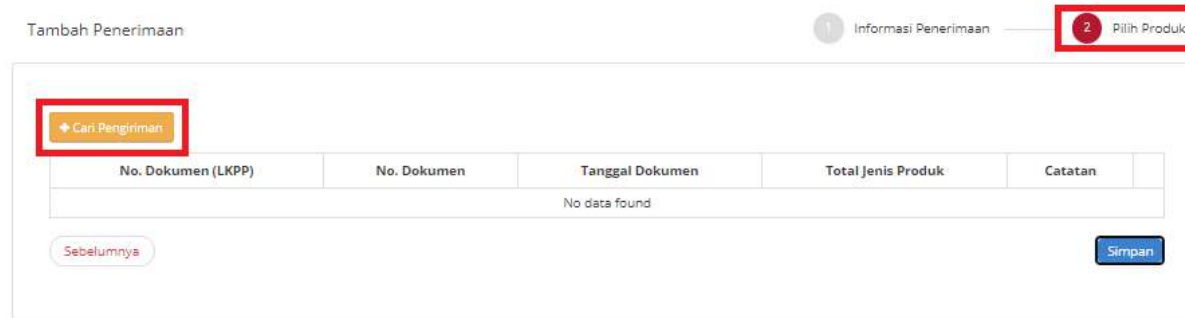 Tambah Penerimaan
1 Informasi Penerimaan
2 Pilih Produk
+ Cari Pengiriman
No. Dokumen (LKPP) No. Dokumen Tanggal Dokumen Total Jenis Produk Catatan
No data found
Sebelumnya Simpan